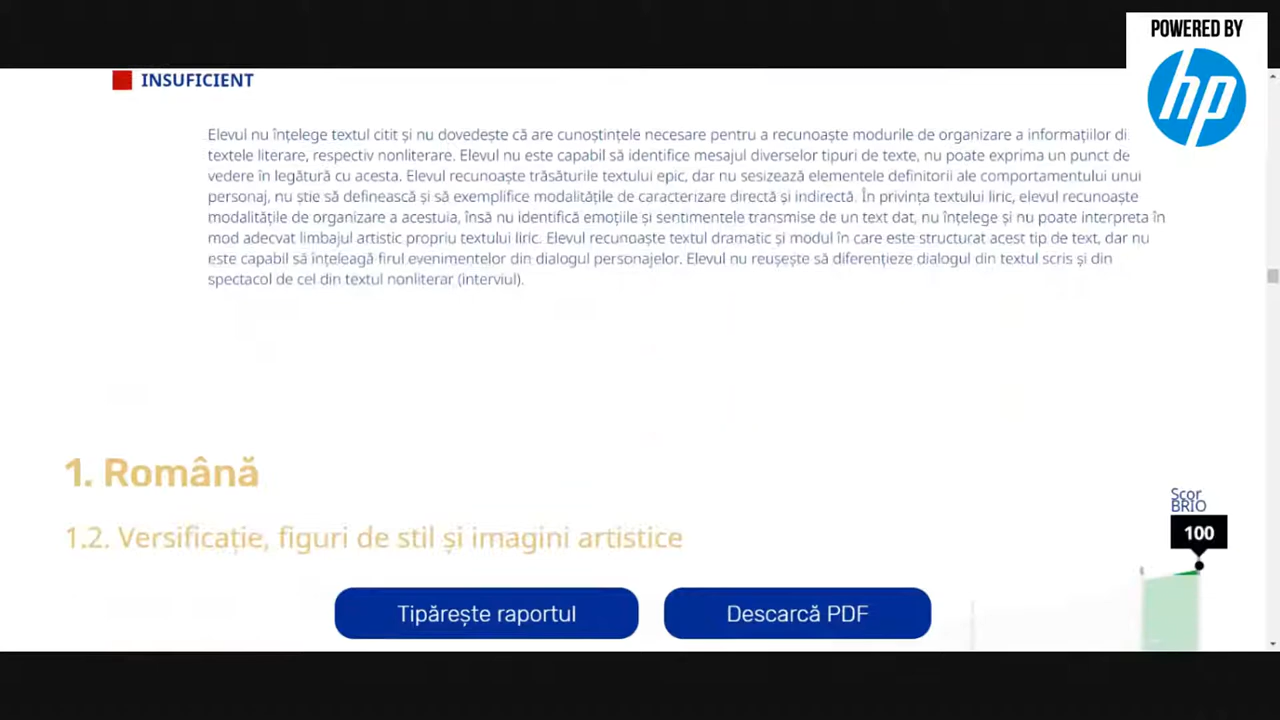 POWERED BY
hp
INSUFICIENT
Elevul nu înțelege textul citit și nu dovedește că are cunoștințele necesare pentru a recunoaște modurile de organizare a informațiilor di
textele literare, respectiv nonliterare. Elevul nu este capabil să identifice mesajul diverselor tipuri de texte, nu poate exprima un punct de
vedere în legătură cu acesta. Elevul recunoaște trăsăturile textului epic, dar nu sesizează elementele definitorii ale comportamentului unui
personaj, nu știe să definească și să exemplifice modalitățile de caracterizare directă și indirectă. În privința textului liric, elevul recunoaște
modalitățile de organizare a acestuia, însă nu identifică emoțiile și sentimentele transmise de un text dat, nu înțelege și nu poate interpreta în
mod adecvat limbajul artistic propriu textului liric. Elevul recunoaște textul dramatic și modul în care este structurat acest tip de text, dar nu
este capabil să înțeleagă firul evenimentelor din dialogul personajelor. Elevul nu reușește să diferențieze dialogul din textul scris și din
spectacol de cel din textul nonliterar (interviul).
1. Română
1.2. Versificație, figuri de stil și imagini artistice
Scor
BRIO
100
Tipărește raportul
Descarcă PDF